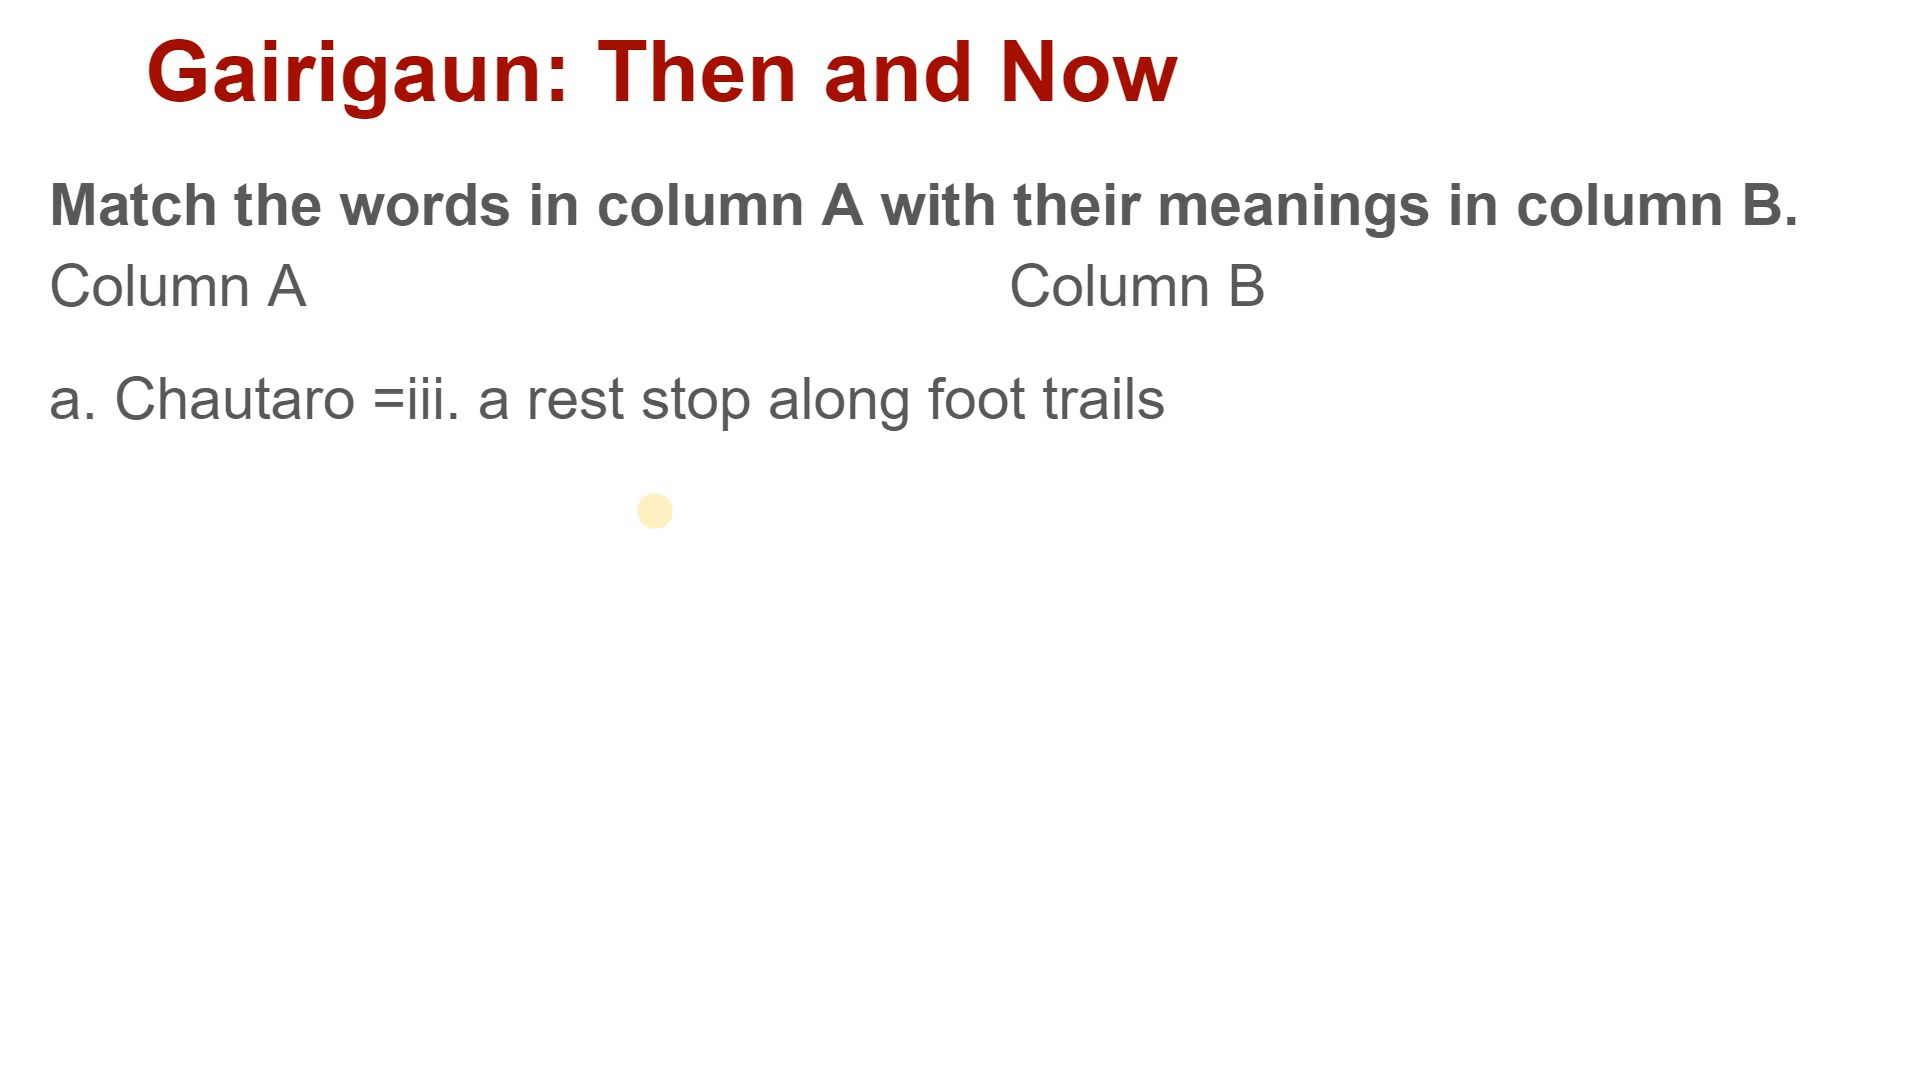 Gairigaun: Then and Now
Match the words in column A with their meanings in column B.
Column A Column B
a. Chautaro =iii. a rest stop along foot trails